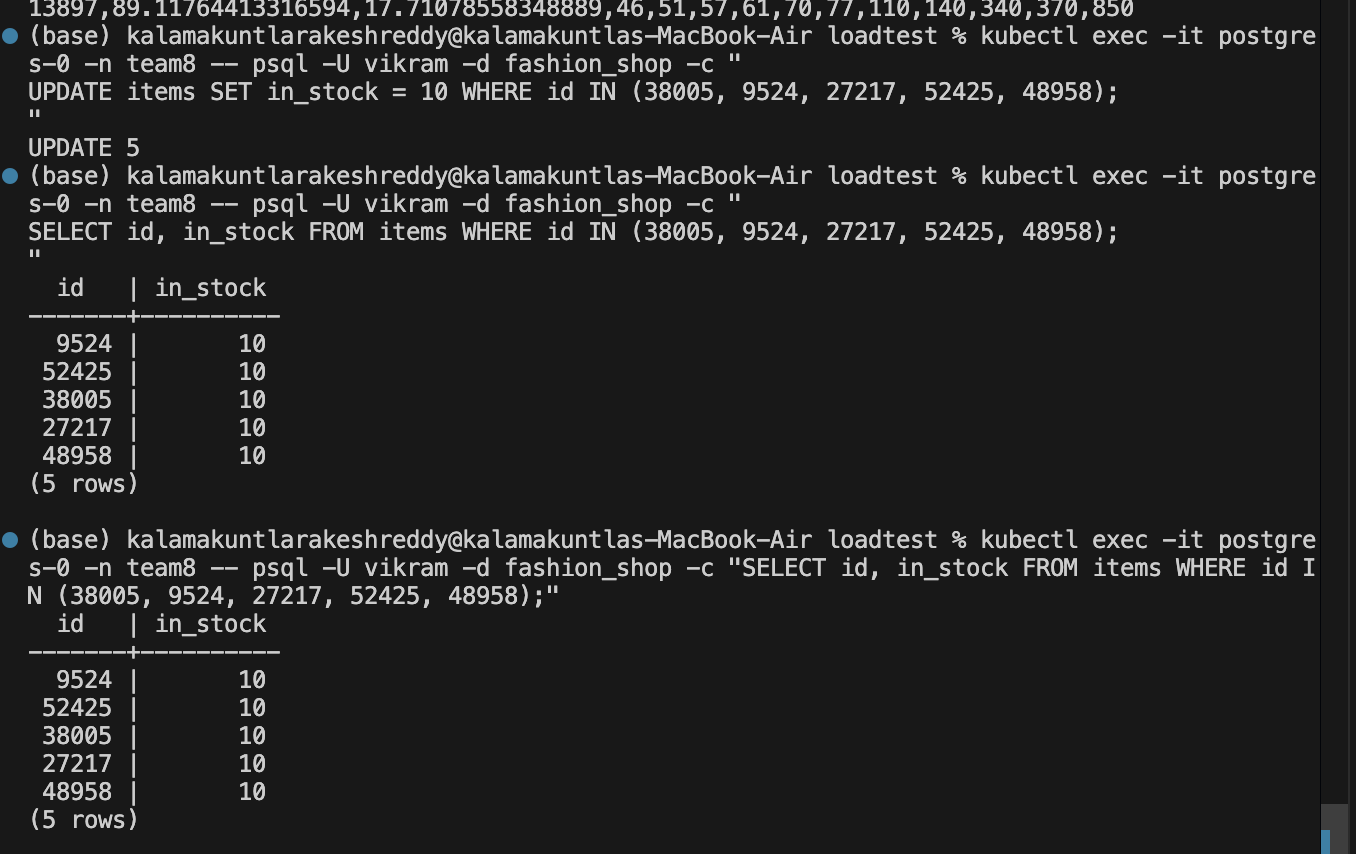 13897,89.11764413316594,17.71078558348889,46,51,57,61,70,77,110,140,340,370,850
(base) kalamakuntlarakeshreddy@kalamakuntlas-MacBook-Air loadtest % kubectl exec -it postgre
s-0 -n team8 -- psql -U vikram -d fashion_shop -c "
UPDATE items SET in_stock = 10 WHERE id IN (38005, 9524, 27217, 52425, 48958);
"
UPDATE 5
(base) kalamakuntlarakeshreddy@kalamakuntlas-MacBook-Air loadtest % kubectl exec -it postgre
s-0 -n team8 -- psql -U vikram -d fashion_shop -c "
SELECT id, in_stock FROM items WHERE id IN (38005, 9524, 27217, 52425, 48958);
"
  id   | in_stock
-------+----------
  9524 |       10
 52425 |       10
 38005 |       10
 27217 |       10
 48958 |       10
(5 rows)
(base) kalamakuntlarakeshreddy@kalamakuntlas-MacBook-Air loadtest % kubectl exec -it postgre
s-0 -n team8 -- psql -U vikram -d fashion_shop -c "SELECT id, in_stock FROM items WHERE id I
N (38005, 9524, 27217, 52425, 48958);"
  id   | in_stock
-------+----------
  9524 |       10
 52425 |       10
 38005 |       10
 27217 |       10
 48958 |       10
(5 rows)